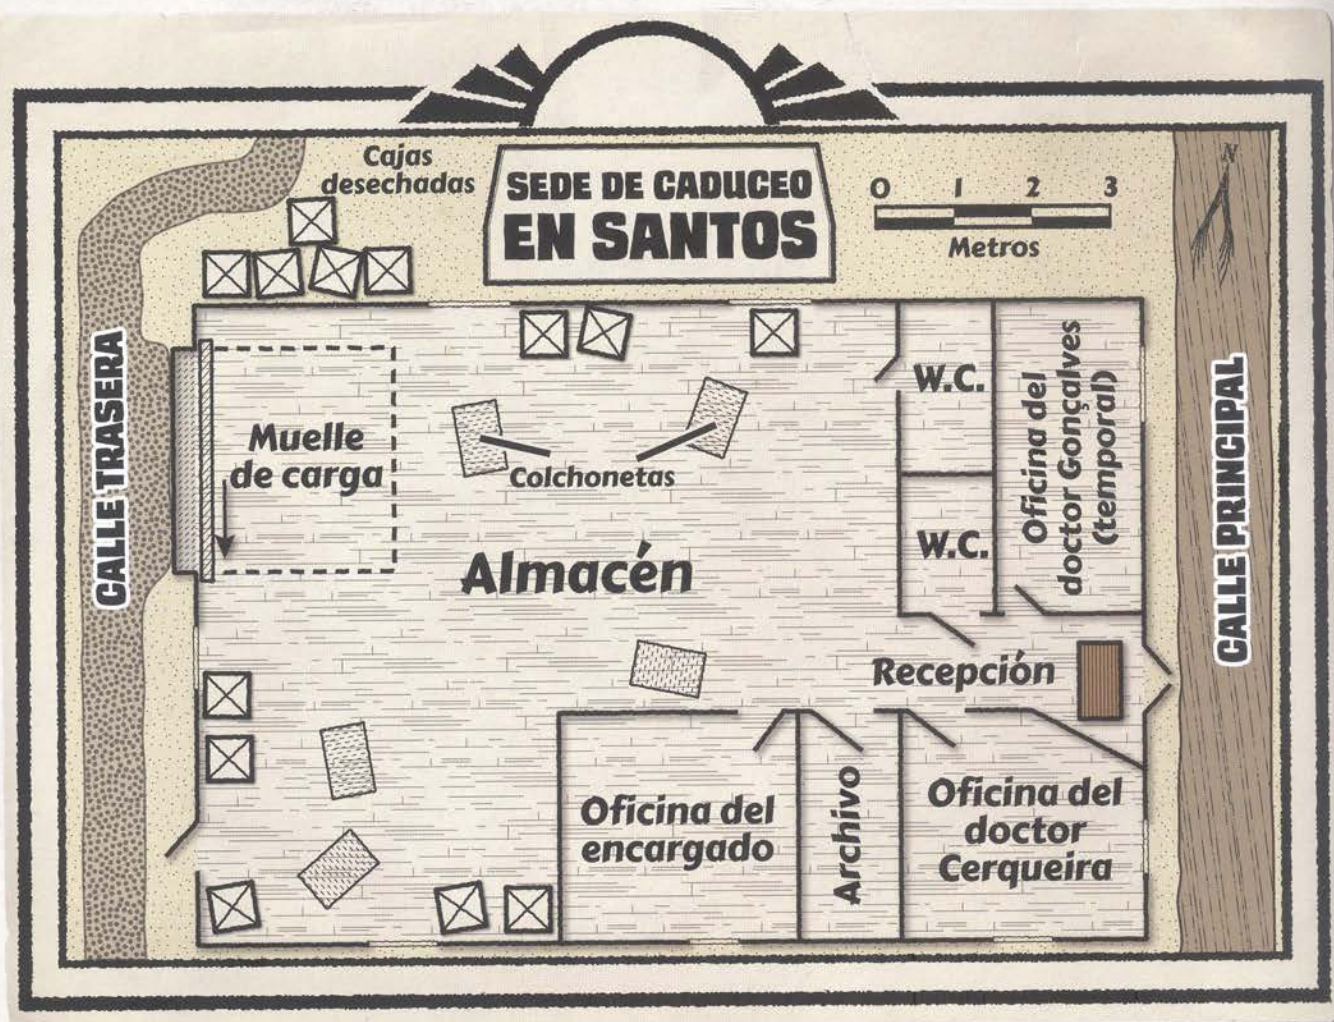 Cajas
desechadas
SEDE DE CADUCEO
EN SANTOS
0 1 2 3
Metros
N
CALLE TRASERA
Muelle
de carga
Colchonetas
Almacén
W.C.
W.C.
Oficina del
doctor Gonçalves
(temporal)
CALLE PRINCIPAL
Recepción
Oficina del
encargado
Archivo
Oficina del
doctor
Cerqueira